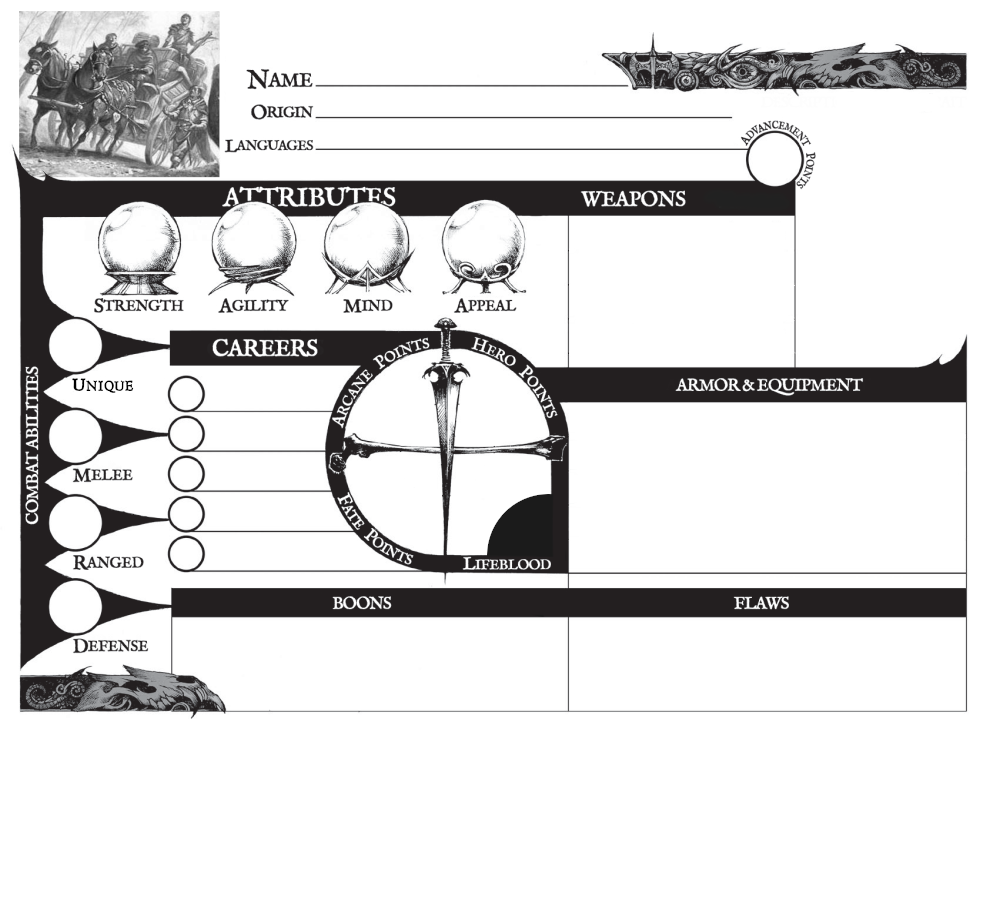 NAME
ORIGIN
LANGUAGES
ADVANCEMENT POINTS
ATTRIBUTES
WEAPONS
STRENGTH
AGILITY
MIND
APPEAL
COMBAT ABILITIES
UNIQUE
MELEE
RANGED
DEFENSE
CAREERS
ARCANE POINTS
HERO POINTS
FATE POINTS
LIFEBLOOD
ARMOR & EQUIPMENT
BOONS
FLAWS